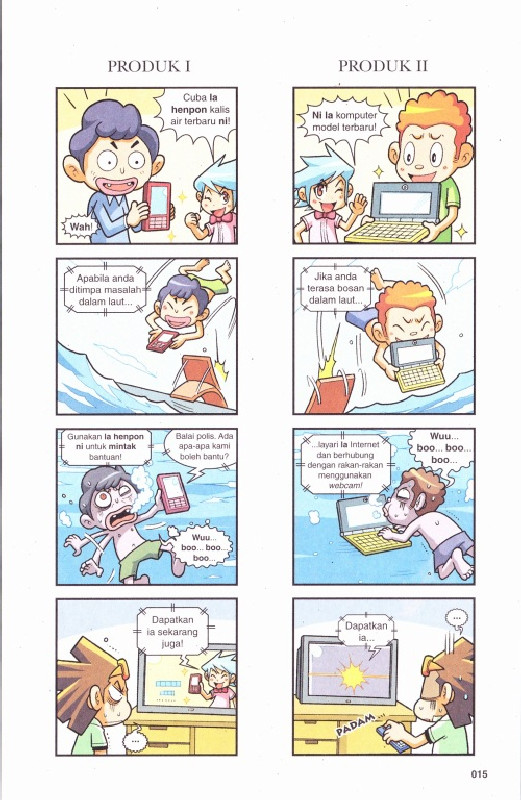 PRODUK I
Cuba la
henpon kalis
air terbaru ni!
Wah!
Apabila anda
ditimpa masalah
dalam laut...
Gunakan la henpon
ni untuk mintak
bantuan!
Balai polis. Ada
apa-apa kami
boleh bantu?
Wuu...
boo... boo...
boo...
Dapatkan
ia sekarang
juga!
...
PRODUK II
Ni la komputer
model terbaru!
Jika anda
terasa bosan
dalam laut...
...layari la Internet
dan berhubung
dengan rakan-rakan
menggunakan
webcam!
Wuu...
boo... boo...
boo...
Dapatkan
ia...
...
PADAM...
015